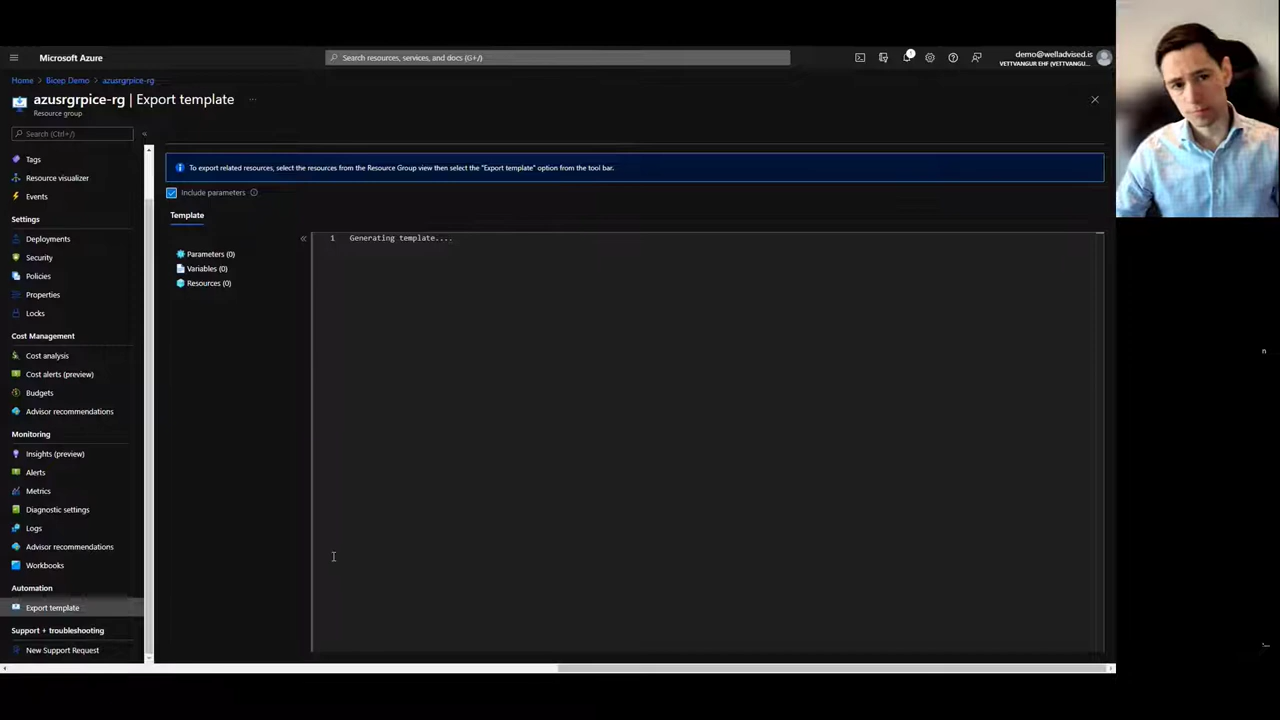 Microsoft Azure
Search resources, services, and docs (G+/)
1
demo@welladvised.is
VETTVANGUR EHF (VETTVANGU...
Home > Bicep Demo > azusrgrpice-rg
azusrgrpice-rg | Export template ...
Resource group
Search (Ctrl+/)
Tags
Resource visualizer
Events
Settings
Deployments
Security
Policies
Properties
Locks
Cost Management
Cost analysis
Cost alerts (preview)
Budgets
Advisor recommendations
Monitoring
Insights (preview)
Alerts
Metrics
Diagnostic settings
Logs
Advisor recommendations
Workbooks
Automation
Export template
Support + troubleshooting
New Support Request
To export related resources, select the resources from the Resource Group view then select the "Export template" option from the tool bar.
Include parameters
Template
Parameters (0)
Variables (0)
Resources (0)
1 Generating template....
n